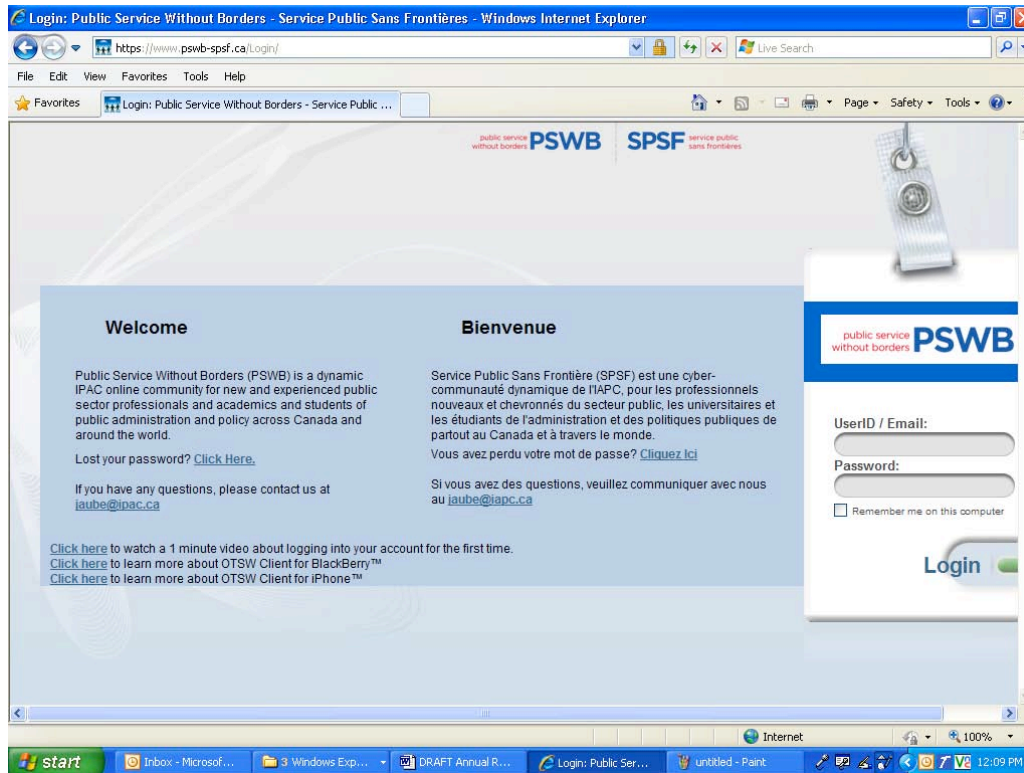 Login: Public Service Without Borders - Service Public Sans Frontières - Windows Internet Explorer
https://www.pswb-spsf.ca/Login/
Live Search
File Edit View Favorites Tools Help
Favorites
Login: Public Service Without Borders - Service Public ...
Page Safety Tools
public service without borders PSWB
SPSF service public sans frontières
Welcome
Public Service Without Borders (PSWB) is a dynamic
IPAC online community for new and experienced public
sector professionals and academics and students of
public administration and policy across Canada and
around the world.
Lost your password? Click Here.
If you have any questions, please contact us at
jaube@ipac.ca
Bienvenue
Service Public Sans Frontière (SPSF) est une cyber-
communauté dynamique de l'IAPC, pour les professionnels
nouveaux et chevronnés du secteur public, les universitaires et
les étudiants de l'administration et des politiques publiques de
partout au Canada et à travers le monde.
Vous avez perdu votre mot de passe? Cliquez Ici
Si vous avez des questions, veuillez communiquer avec nous
au jaube@iapc.ca
Click here to watch a 1 minute video about logging into your account for the first time.
Click here to learn more about OTSW Client for BlackBerry™
Click here to learn more about OTSW Client for iPhone™
public service
without borders PSWB
UserID / Email:
Password:
Remember me on this computer
Login
Internet
100%
start
Inbox - Microsof...
3 Windows Exp...
DRAFT Annual R...
Login: Public Ser...
untitled - Paint
12:09 PM